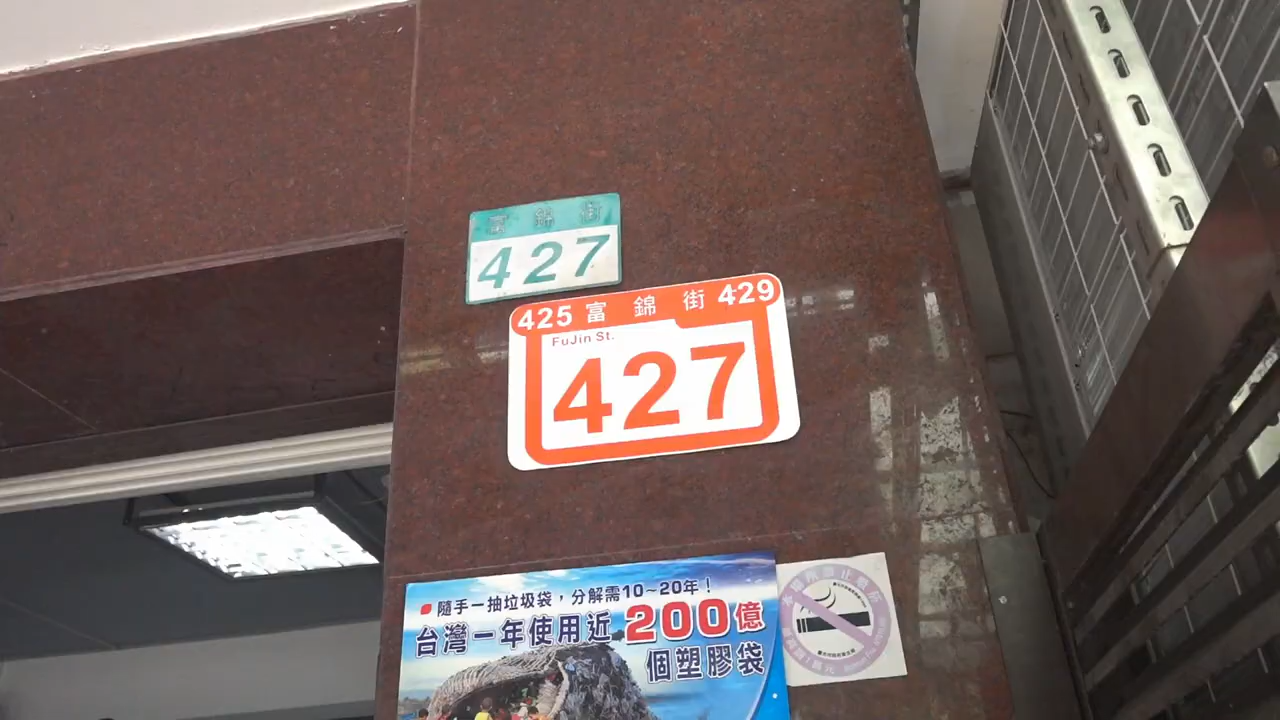 富 錦 街
427
425 富 錦 街 429
FuJin St.
427
隨手一抽垃圾袋，分解需10~20年！
台灣一年使用近 200億
個塑膠袋